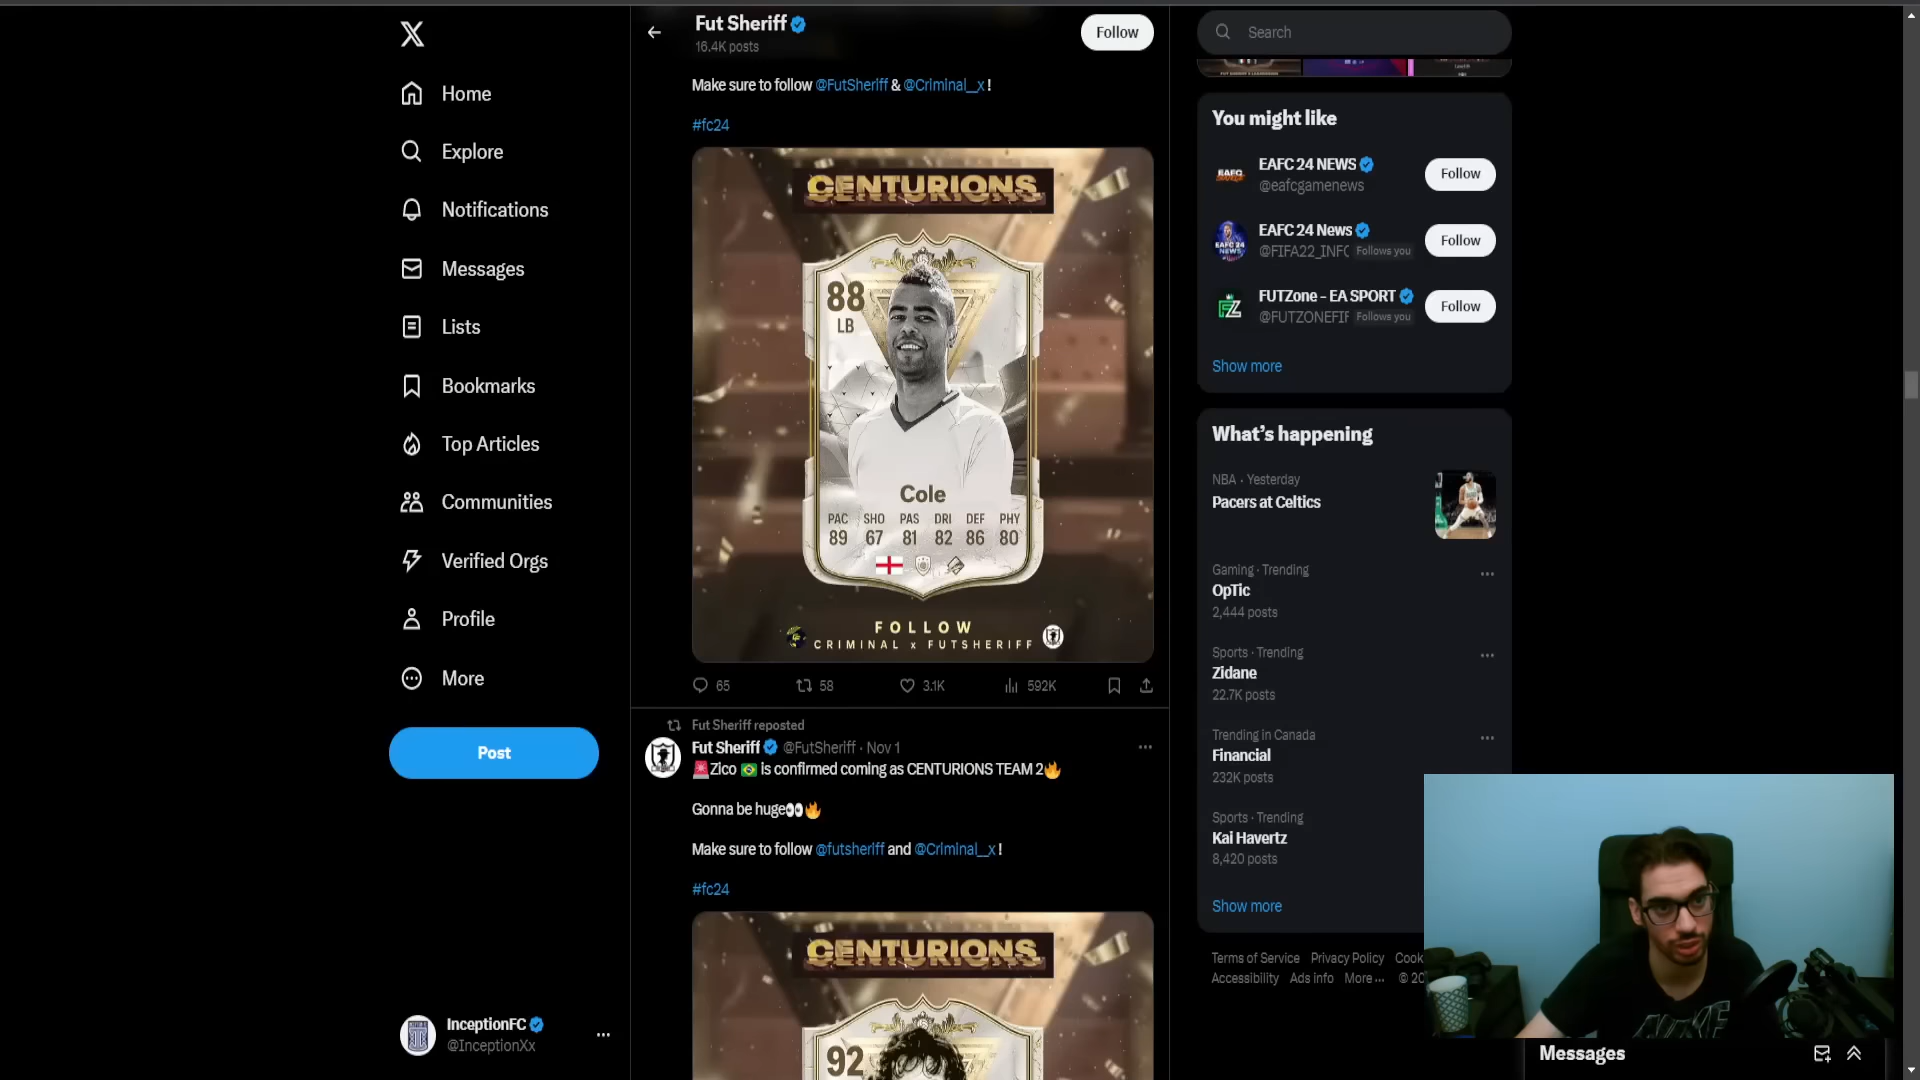 Home
Explore
Notifications
Messages
Lists
Bookmarks
Top Articles
Communities
Verified Orgs
Profile
More
Post
InceptionFC
@InceptionXx
Fut Sheriff
16.4K posts
Follow
Make sure to follow @FutSheriff & @Criminal__x !
#fc24
CENTURIONS
88
LB
Cole
PAC SHO PAS DRI DEF PHY
89 67 81 82 86 80
FOLLOW
CRIMINAL x FUTSHERIFF
65 58 3.1K 592K
Fut Sheriff reposted
Fut Sheriff @FutSheriff · Nov 1
🚨Zico 🇧🇷 is confirmed coming as CENTURIONS TEAM 2🔥
Gonna be huge👀🔥
Make sure to follow @futsheriff and @Criminal__x !
#fc24
CENTURIONS
92
Search
You might like
EAFC 24 NEWS
@eafcgamenews
Follow
EAFC 24 News
@FIFA22_INFC Follows you
Follow
FUTZone - EA SPORT
@FUTZONEFIF Follows you
Follow
Show more
What's happening
NBA · Yesterday
Pacers at Celtics
Gaming · Trending
OpTic
2,444 posts
Sports · Trending
Zidane
22.7K posts
Trending in Canada
Financial
232K posts
Sports · Trending
Kai Havertz
8,420 posts
Show more
Terms of Service Privacy Policy Cook
Accessibility Ads info More ··· © 20
NIKE
Messages